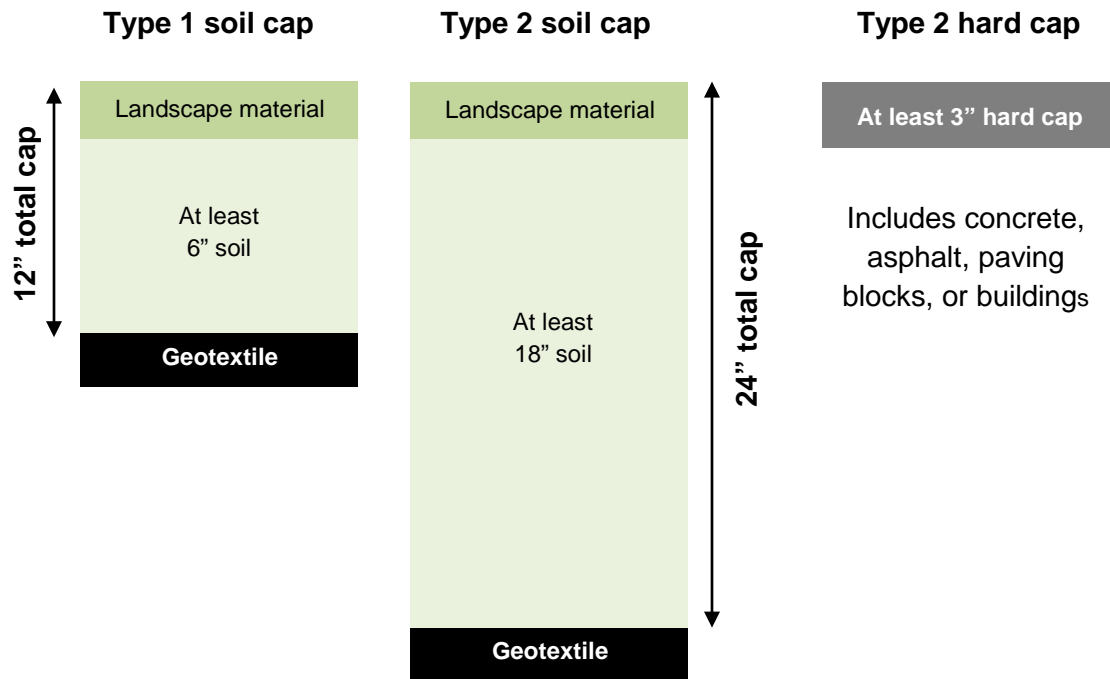 Type 1 soil cap
Type 2 soil cap
Type 2 hard cap
12” total cap
Landscape material
At least
6” soil
Geotextile
Landscape material
At least
18” soil
Geotextile
24” total cap
At least 3” hard cap
Includes concrete,
asphalt, paving
blocks, or buildings